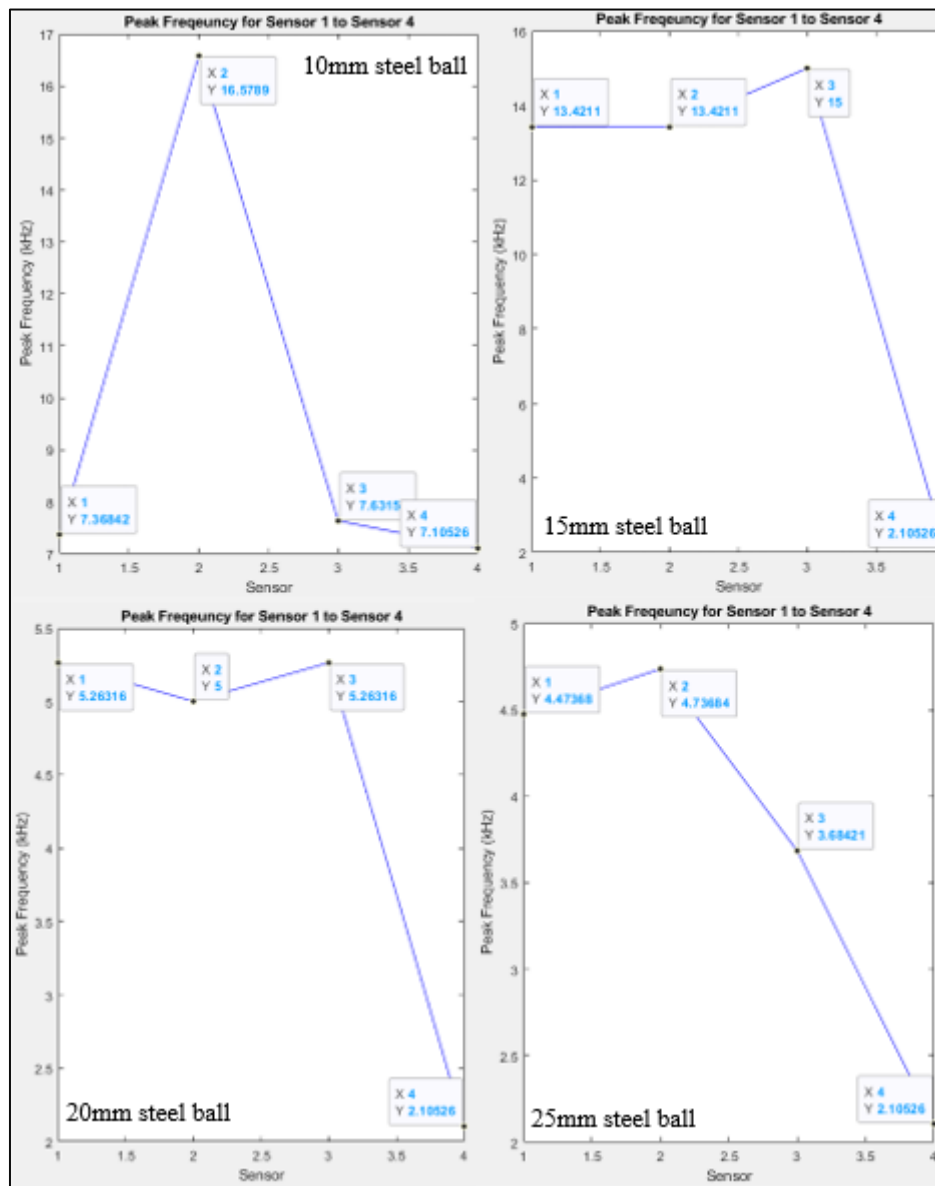 Peak Freqeuncy for Sensor 1 to Sensor 4
17
16
15
14
13
12
11
10
9
8
7
1
1.5
2
2.5
3
3.5
4
Peak Frequency (kHz)
Sensor
10mm steel ball
X 1
Y 7.36842
X 2
Y 16.5789
X 3
Y 7.6315
X 4
Y 7.10526
Peak Freqeuncy for Sensor 1 to Sensor 4
16
14
12
10
8
6
4
2
1
1.5
2
2.5
3
3.5
Peak Frequency (kHz)
Sensor
15mm steel ball
X 1
Y 13.4211
X 2
Y 13.4211
X 3
Y 15
X 4
Y 2.10526
Peak Freqeuncy for Sensor 1 to Sensor 4
5.5
5
4.5
4
3.5
3
2.5
2
1
1.5
2
2.5
3
3.5
4
Peak Frequency (kHz)
Sensor
20mm steel ball
X 1
Y 5.26316
X 2
Y 5
X 3
Y 5.26316
X 4
Y 2.10526
Peak Freqeuncy for Sensor 1 to Sensor 4
5
4.5
4
3.5
3
2.5
2
1
1.5
2
2.5
3
3.5
4
Peak Frequency (kHz)
Sensor
25mm steel ball
X 1
Y 4.47368
X 2
Y 4.73684
X 3
Y 3.68421
X 4
Y 2.10526